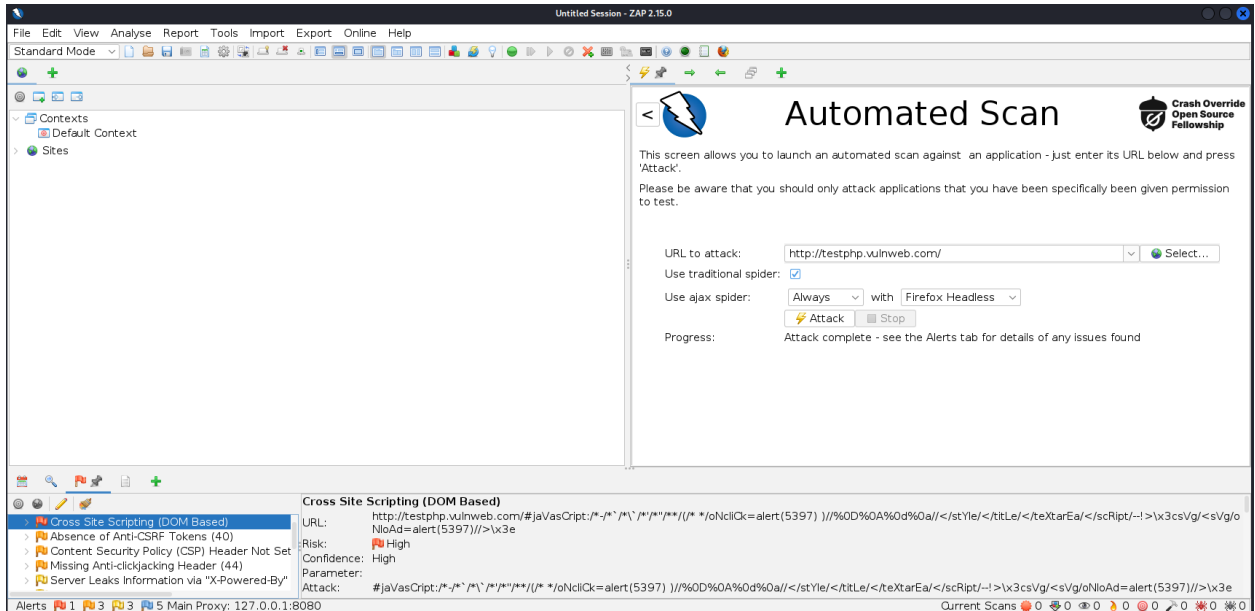 Untitled Session - ZAP 2.15.0
File Edit View Analyse Report Tools Import Export Online Help
Standard Mode
Contexts
Default Context
Sites
<
Automated Scan
Crash Override
Open Source
Fellowship
This screen allows you to launch an automated scan against  an application - just enter its URL below and press
'Attack'.
Please be aware that you should only attack applications that you have been specifically been given permission
to test.
URL to attack: http://testphp.vulnweb.com/ Select...
Use traditional spider:
Use ajax spider: Always with Firefox Headless
Attack Stop
Progress: Attack complete - see the Alerts tab for details of any issues found
Cross Site Scripting (DOM Based)
Absence of Anti-CSRF Tokens (40)
Content Security Policy (CSP) Header Not Set
Missing Anti-clickjacking Header (44)
Server Leaks Information via "X-Powered-By"
Cross Site Scripting (DOM Based)
URL: http://testphp.vulnweb.com/#jaVasCript:/*-/*`/*\`/*'/*"/**/(/* */oNcliCk=alert(5397) )//%0D%0A%0d%0a//</stYle/</titLe/</teXtarEa/</scRipt/--!>\x3csVg/<sVg/o
NloAd=alert(5397)//>\x3e
Risk: High
Confidence: High
Parameter:
Attack: #jaVasCript:/*-/*`/*\`/*'/*"/**/(/* */oNcliCk=alert(5397) )//%0D%0A%0d%0a//</stYle/</titLe/</teXtarEa/</scRipt/--!>\x3csVg/<sVg/oNloAd=alert(5397)//>\x3e
Alerts 1 3 3 5 Main Proxy: 127.0.0.1:8080
Current Scans 0 0 0 0 0 0 0 0